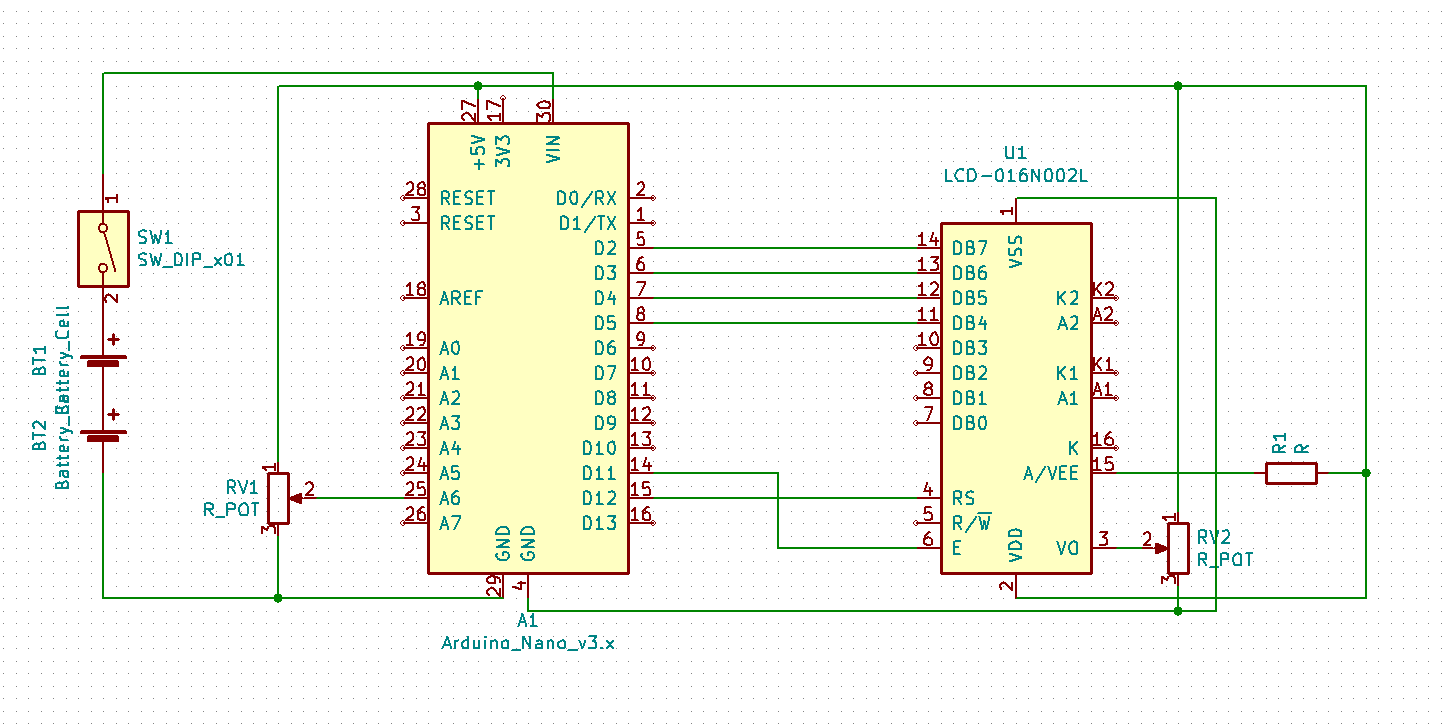 27
17
30
+5V
3V3
VIN
28
RESET
3
RESET
18
AREF
19
A0
20
A1
21
A2
22
A3
23
A4
24
A5
25
A6
26
A7
D0/RX
2
D1/TX
1
D2
5
D3
6
D4
7
D5
8
D6
9
D7
10
D8
11
D9
12
D10
13
D11
14
D12
15
D13
16
GND
GND
29
4
A1
Arduino_Nano_v3.x
1
SW1
SW_DIP_x01
2
+
BT1
Battery_Cell
+
BT2
Battery_Battery_Cell
1
RV1
R_POT
2
3
U1
LCD-016N002L
1
VSS
14
DB7
13
DB6
12
DB5
11
DB4
10
DB3
9
DB2
8
DB1
7
DB0
4
RS
5
R/W
6
E
VDD
2
K2
K2
A2
A2
K1
K1
A1
A1
K
16
A/VEE
15
VO
3
R1
R
1
2
RV2
R_POT
3